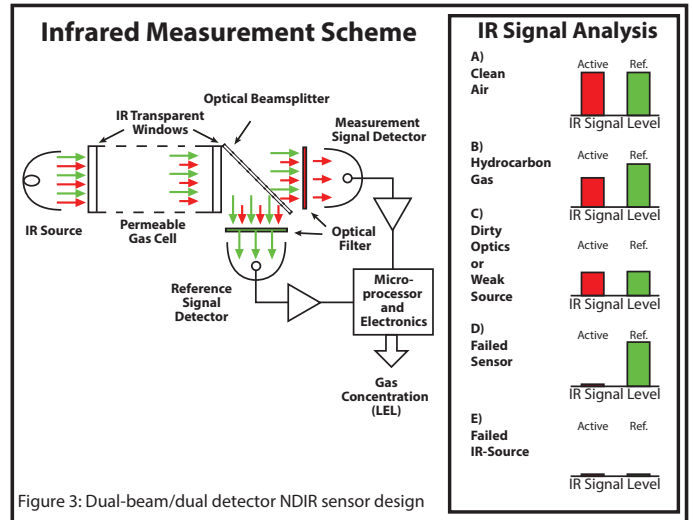 Infrared Measurement Scheme
Optical Beamsplitter
IR Transparent
Windows
Measurement
Signal Detector
IR Source
Permeable
Gas Cell
Optical
Filter
Reference
Signal
Detector
Micro-
processor
and
Electronics
Gas
Concentration
(LEL)
Figure 3: Dual-beam/dual detector NDIR sensor design
IR Signal Analysis
A)
Clean
Air
Active Ref.
IR Signal Level
B)
Hydrocarbon
Gas
Active Ref.
IR Signal Level
C)
Dirty
Optics
or
Weak
Source
Active Ref.
IR Signal Level
D)
Failed
Sensor
Active Ref.
IR Signal Level
E)
Failed
IR-Source
Active Ref.
IR Signal Level